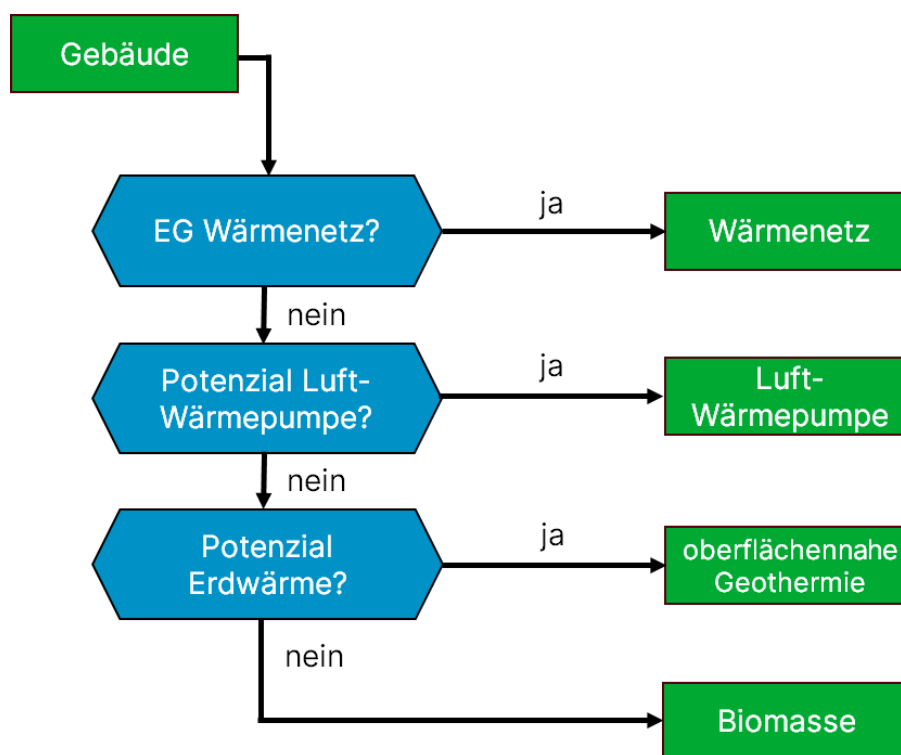 Gebäude
EG Wärmenetz?
ja
Wärmenetz
nein
Potenzial Luft-
Wärmepumpe?
ja
Luft-
Wärmepumpe
nein
Potenzial
Erdwärme?
ja
oberflächennahe
Geothermie
nein
Biomasse